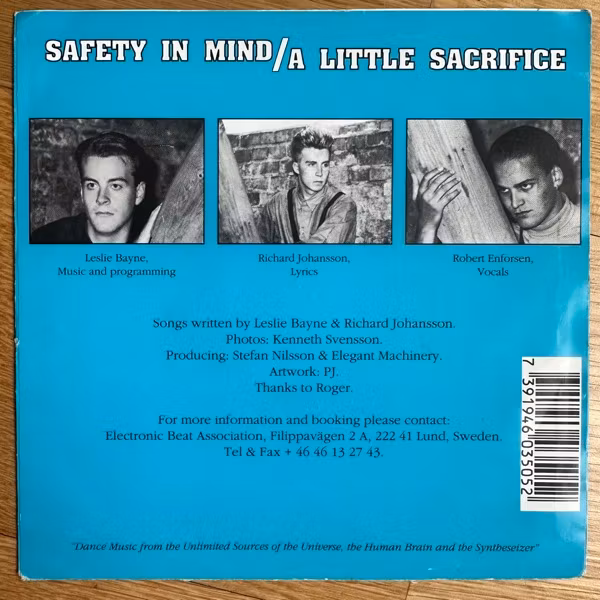 SAFETY IN MIND/A LITTLE SACRIFICE
Leslie Bayne,
Music and programming
Richard Johansson,
Lyrics
Robert Enforsen,
Vocals
Songs written by Leslie Bayne & Richard Johansson.
Photos: Kenneth Svensson.
Producing: Stefan Nilsson & Elegant Machinery.
Artwork: PJ.
Thanks to Roger.
For more information and booking please contact:
Electronic Beat Association, Filippavägen 2 A, 222 41 Lund, Sweden.
Tel & Fax + 46 46 13 27 43.
7 391946 035052
"Dance Music from the Unlimited Sources of the Universe, the Human Brain and the Syntheseizer"